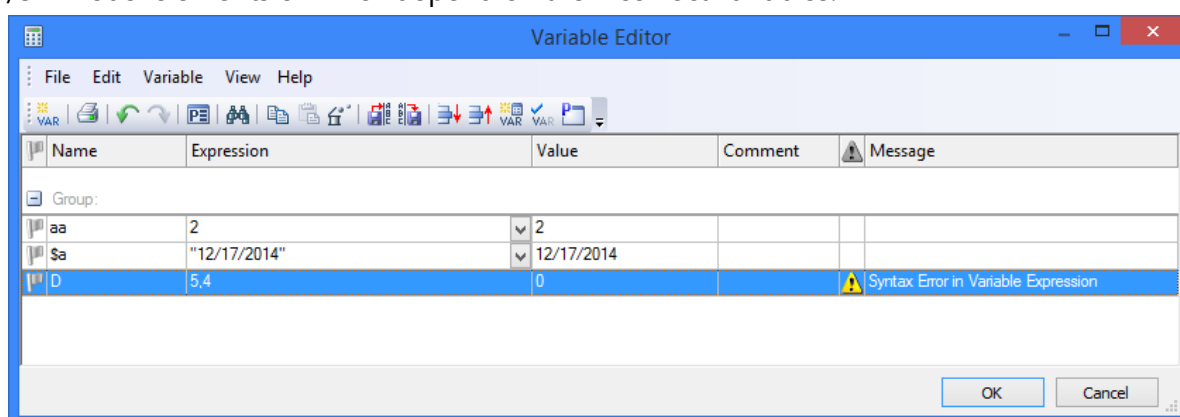 Variable Editor
File Edit Variable View Help
VAR PE VAR VAR P
Name Expression Value Comment Message
Group:
aa 2 2
$a "12/17/2014" 12/17/2014
D 5,4 0 Syntax Error in Variable Expression
OK Cancel